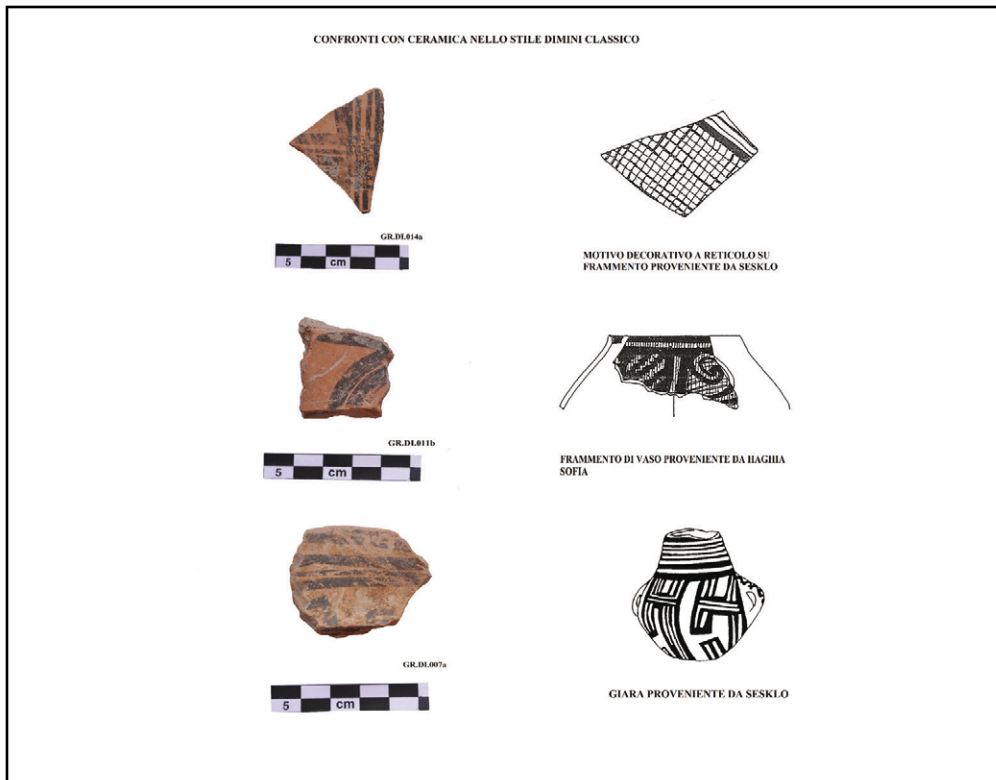 CONFRONTI CON CERAMICA NELLO STILE DIMINI CLASSICO
GR.DI.014a
5 cm
MOTIVO DECORATIVO A RETICOLO SU
FRAMMENTO PROVENIENTE DA SESKLO
GR.DI.011b
5 cm
FRAMMENTO DI VASO PROVENIENTE DA HAGHIA
SOFIA
GR.DI.007a
5 cm
GIARA PROVENIENTE DA SESKLO